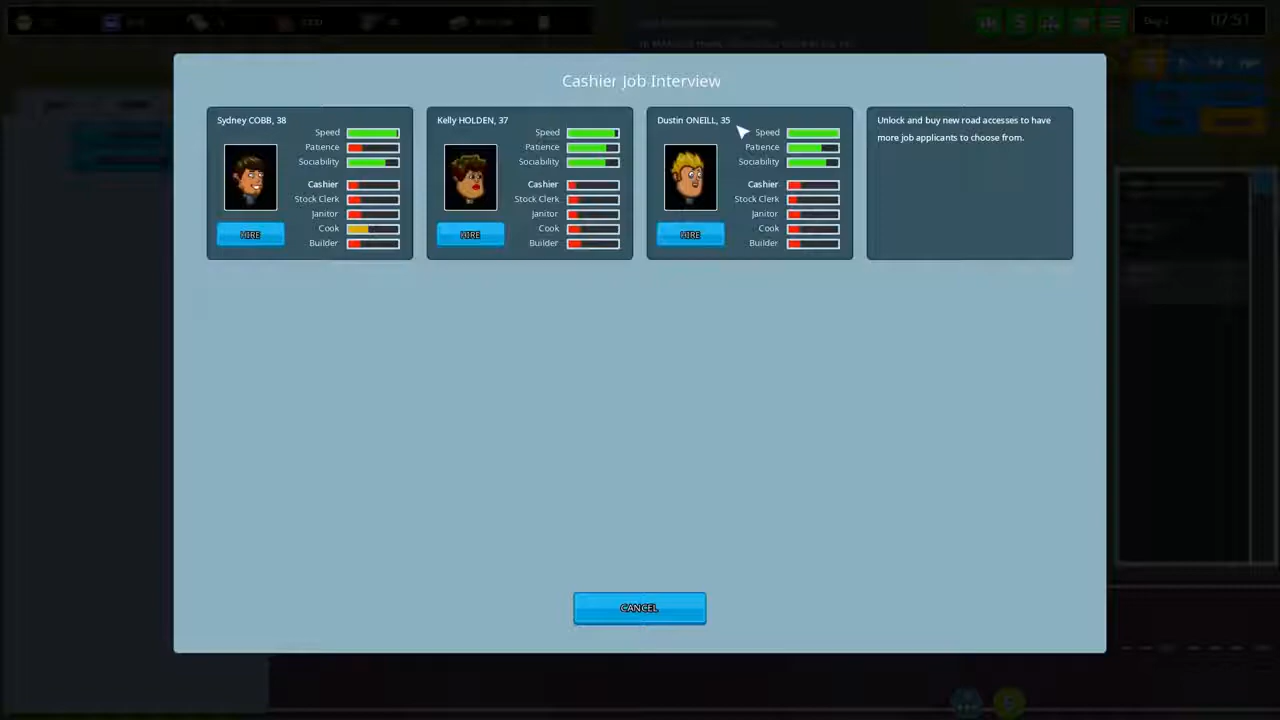 07:51
Cashier Job Interview
Sydney COBB, 38
Speed
Patience
Sociability
Cashier
Stock Clerk
Janitor
Cook
Builder
HIRE
Kelly HOLDEN, 37
Speed
Patience
Sociability
Cashier
Stock Clerk
Janitor
Cook
Builder
HIRE
Dustin ONEILL, 35
Speed
Patience
Sociability
Cashier
Stock Clerk
Janitor
Cook
Builder
HIRE
Unlock and buy new road accesses to have
more job applicants to choose from.
CANCEL